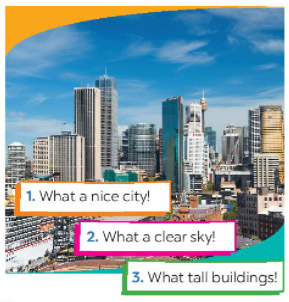 1. What a nice city!
2. What a clear sky!
3. What tall buildings!